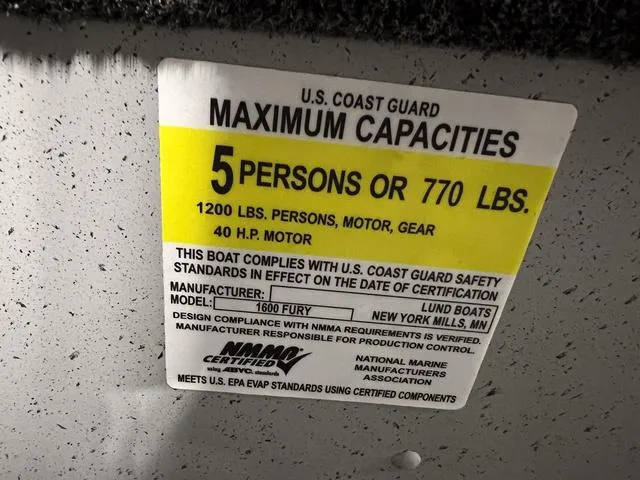 U.S. COAST GUARD
MAXIMUM CAPACITIES
5 PERSONS OR 770 LBS.
1200 LBS. PERSONS, MOTOR, GEAR
40 H.P. MOTOR
THIS BOAT COMPLIES WITH U.S. COAST GUARD SAFETY
STANDARDS IN EFFECT ON THE DATE OF CERTIFICATION
MANUFACTURER: LUND BOATS
NEW YORK MILLS, MN
MODEL: 1600 FURY
DESIGN COMPLIANCE WITH NMMA REQUIREMENTS IS VERIFIED.
MANUFACTURER RESPONSIBLE FOR PRODUCTION CONTROL.
NMMA
CERTIFIED
using ABYC. standards
NATIONAL MARINE
MANUFACTURERS
ASSOCIATION
MEETS U.S. EPA EVAP STANDARDS USING CERTIFIED COMPONENTS